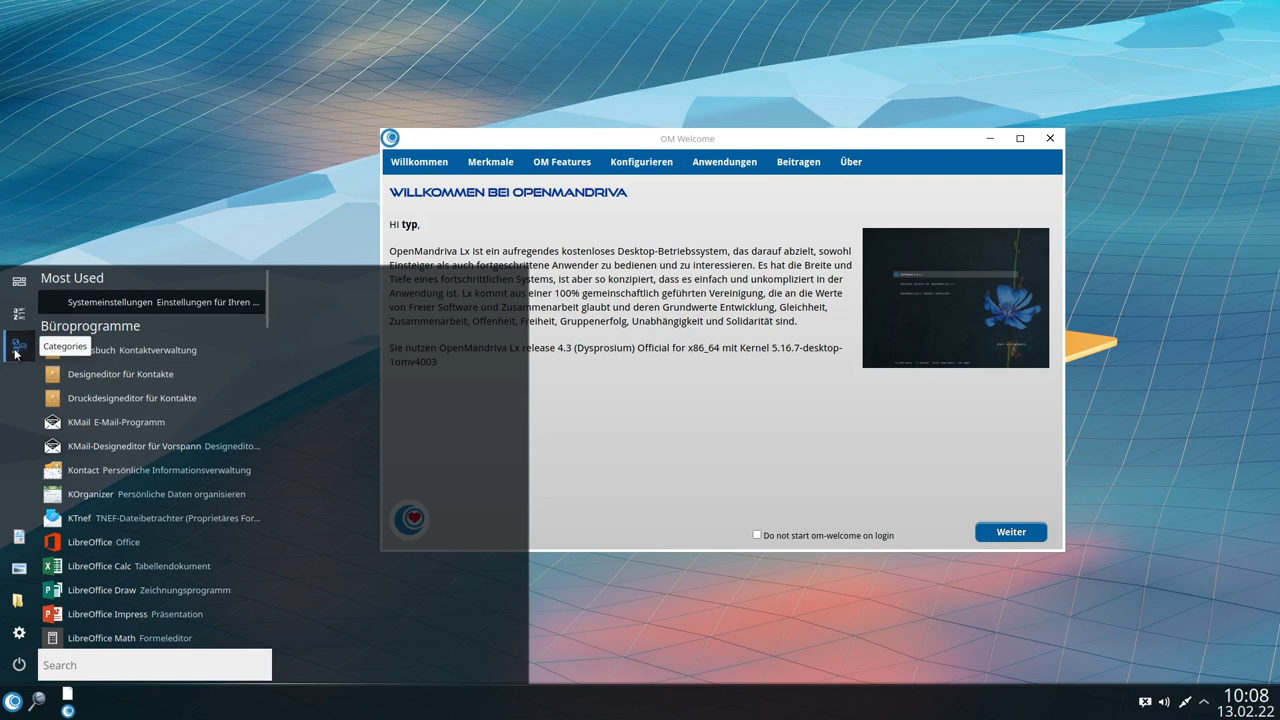 OM Welcome
Willkommen Merkmale OM Features Konfigurieren Anwendungen Beitragen Über
WILLKOMMEN BEI OPENMANDRIVA
Hi typ,
OpenMandriva Lx ist ein aufregendes kostenloses Desktop-Betriebssystem, das darauf abzielt, sowohl
Einsteiger als auch fortgeschrittene Anwender zu bedienen und zu interessieren. Es hat die Breite und
Tiefe eines fortschrittlichen Systems, ist aber so konzipiert, dass es einfach und unkompliziert in der
Anwendung ist. Lx kommt aus einer 100% gemeinschaftlich geführten Vereinigung, die an die Werte
von Freier Software und Zusammenarbeit glaubt und deren Grundwerte Entwicklung, Gleichheit,
Zusammenarbeit, Offenheit, Freiheit, Gruppenerfolg, Unabhängigkeit und Solidarität sind.
Sie nutzen OpenMandriva Lx release 4.3 (Dysprosium) Official for x86_64 mit Kernel 5.16.7-desktop-
1omv4003
Do not start om-welcome on login
Weiter
Most Used
Systemeinstellungen Einstellungen für Ihren ...
Büroprogramme
Categories
sbuch Kontaktverwaltung
Designeditor für Kontakte
Druckdesigneditor für Kontakte
KMail E-Mail-Programm
KMail-Designeditor für Vorspann Designedito...
Kontact Persönliche Informationsverwaltung
KOrganizer Persönliche Daten organisieren
KTnef TNEF-Dateibetrachter (Proprietäres For...
LibreOffice Office
LibreOffice Calc Tabellendokument
LibreOffice Draw Zeichnungsprogramm
LibreOffice Impress Präsentation
LibreOffice Math Formeleditor
Search
10:08
13.02.22